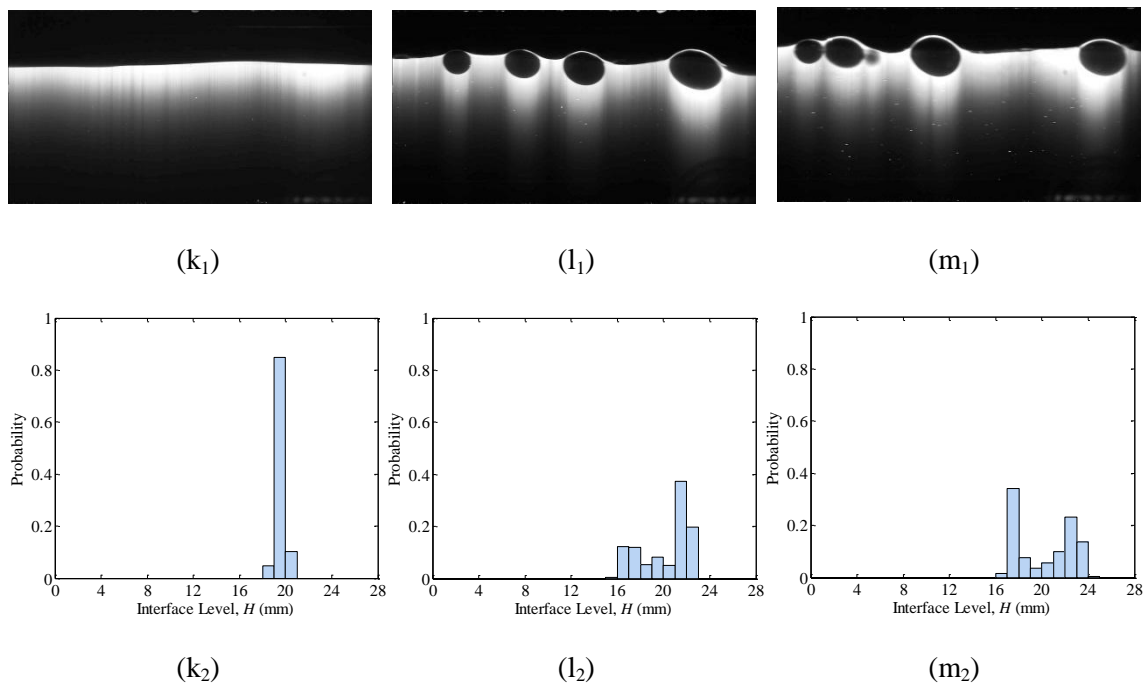 (k₁) (l₁) (m₁)
1
0.8
0.6
0.4
0.2
0
0 4 8 12 16 20 24 28
Probability
Interface Level, H (mm)
1
0.8
0.6
0.4
0.2
0
0 4 8 12 16 20 24 28
Probability
Interface Level, H (mm)
1
0.8
0.6
0.4
0.2
0
0 4 8 12 16 20 24 28
Probability
Interface Level, H (mm)
(k₂) (l₂) (m₂)